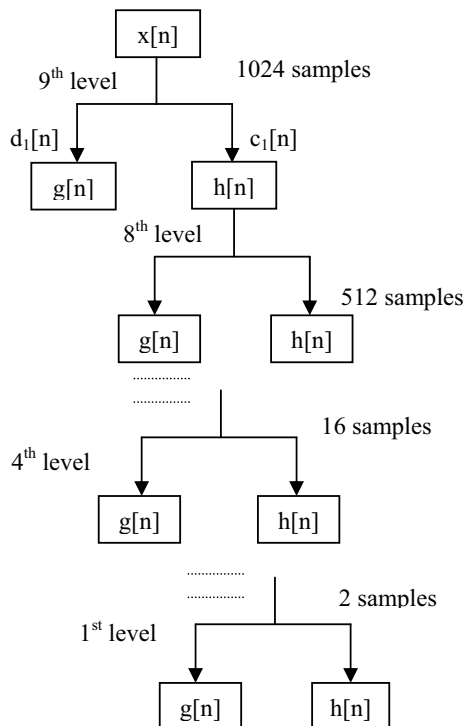 x[n]
1024 samples
9th level
d1[n]
c1[n]
g[n]
h[n]
8th level
512 samples
g[n]
h[n]
16 samples
4th level
g[n]
h[n]
2 samples
1st level
g[n]
h[n]